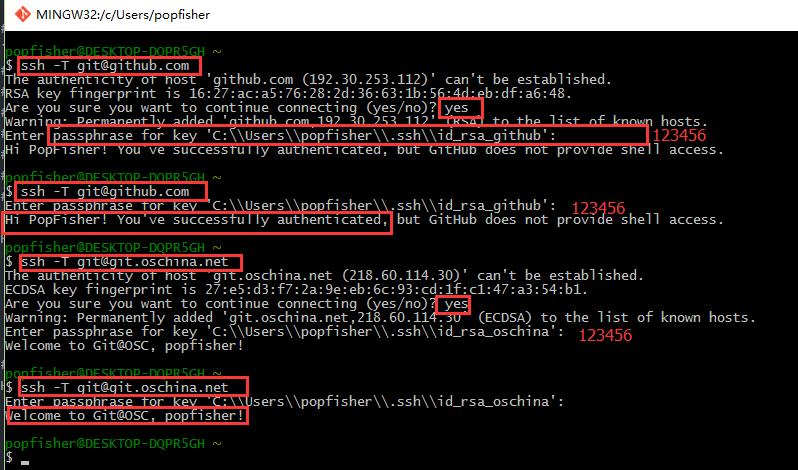 MINGW32:/c/Users/popfisher
popfisher@DESKTOP-DQPR5GH ~
$ ssh -T git@github.com
The authenticity of host 'github.com (192.30.253.112)' can't be established.
RSA key fingerprint is 16:27:ac:a5:76:28:2d:36:63:1b:56:4d:eb:df:a6:48.
Are you sure you want to continue connecting (yes/no)? yes
Warning: Permanently added 'github.com,192.30.253.112' (RSA) to the list of known hosts.
Enter passphrase for key 'C:\\Users\\popfisher\\.ssh\\id_rsa_github': 123456
Hi PopFisher! You've successfully authenticated, but GitHub does not provide shell access.
popfisher@DESKTOP-DQPR5GH ~
$ ssh -T git@github.com
Enter passphrase for key 'C:\\Users\\popfisher\\.ssh\\id_rsa_github': 123456
Hi PopFisher! You've successfully authenticated, but GitHub does not provide shell access.
popfisher@DESKTOP-DQPR5GH ~
$ ssh -T git@git.oschina.net
The authenticity of host 'git.oschina.net (218.60.114.30)' can't be established.
ECDSA key fingerprint is 27:e5:d3:f7:2a:9e:eb:6c:93:cd:1f:c1:47:a3:54:b1.
Are you sure you want to continue connecting (yes/no)? yes
Warning: Permanently added 'git.oschina.net,218.60.114.30' (ECDSA) to the list of known hosts.
Enter passphrase for key 'C:\\Users\\popfisher\\.ssh\\id_rsa_oschina': 123456
Welcome to Git@OSC, popfisher!
popfisher@DESKTOP-DQPR5GH ~
$ ssh -T git@git.oschina.net
Enter passphrase for key 'C:\\Users\\popfisher\\.ssh\\id_rsa_oschina':
Welcome to Git@OSC, popfisher!
popfisher@DESKTOP-DQPR5GH ~
$